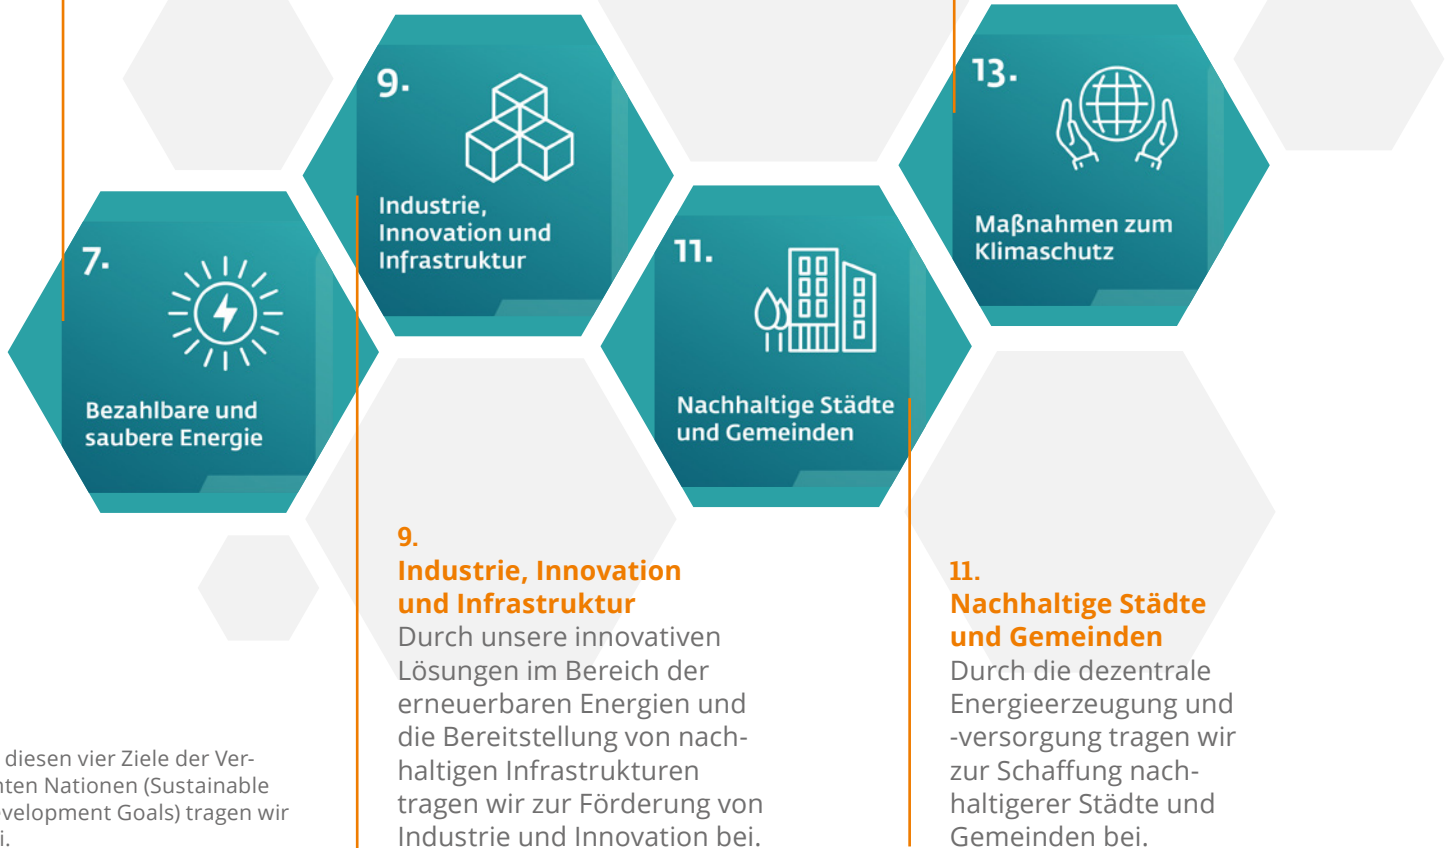 9.
Industrie,
Innovation und
Infrastruktur
13.
Maßnahmen zum
Klimaschutz
7.
Bezahlbare und
saubere Energie
11.
Nachhaltige Städte
und Gemeinden
9.
Industrie, Innovation
und Infrastruktur
Durch unsere innovativen
Lösungen im Bereich der
erneuerbaren Energien und
die Bereitstellung von nach-
haltigen Infrastrukturen
tragen wir zur Förderung von
Industrie und Innovation bei.
11.
Nachhaltige Städte
und Gemeinden
Durch die dezentrale
Energieerzeugung und
-versorgung tragen wir
zur Schaffung nach-
haltigerer Städte und
Gemeinden bei.
diesen vier Ziele der Ver-
nten Nationen (Sustainable
velopment Goals) tragen wir
i.